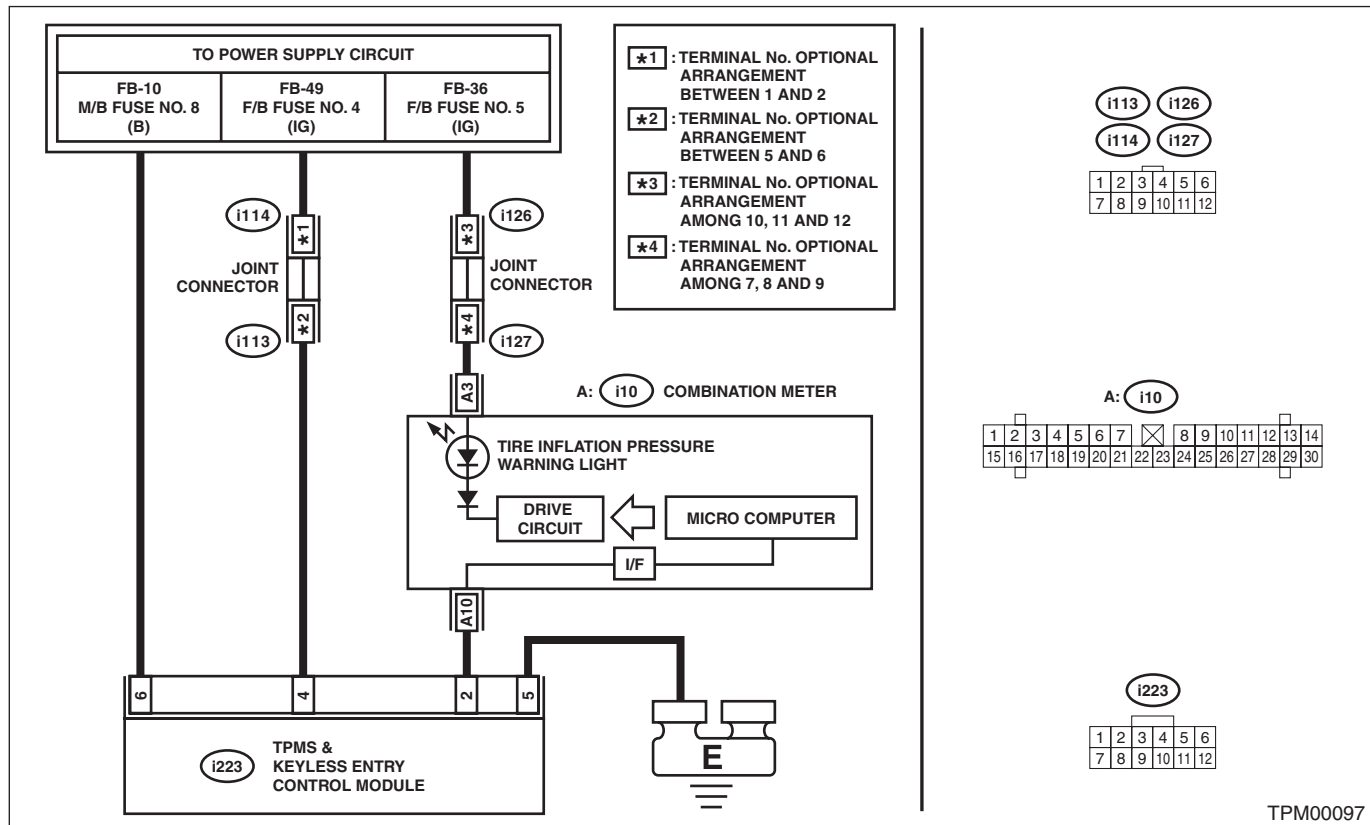 TO POWER SUPPLY CIRCUIT
FB-10
M/B FUSE NO. 8
(B)
FB-49
F/B FUSE NO. 4
(IG)
FB-36
F/B FUSE NO. 5
(IG)
*1 : TERMINAL No. OPTIONAL
ARRANGEMENT
BETWEEN 1 AND 2
*2 : TERMINAL No. OPTIONAL
ARRANGEMENT
BETWEEN 5 AND 6
*3 : TERMINAL No. OPTIONAL
ARRANGEMENT
AMONG 10, 11 AND 12
*4 : TERMINAL No. OPTIONAL
ARRANGEMENT
AMONG 7, 8 AND 9
i114
*1
JOINT
CONNECTOR
*2
i113
i126
*3
JOINT
CONNECTOR
*4
i127
A3
A: i10 COMBINATION METER
TIRE INFLATION PRESSURE
WARNING LIGHT
DRIVE
CIRCUIT
MICRO COMPUTER
I/F
A10
6
4
2
5
i223
TPMS &
KEYLESS ENTRY
CONTROL MODULE
E
i113 i126
i114 i127
1 2 3 4 5 6
7 8 9 10 11 12
A: i10
1 2 3 4 5 6 7 8 9 10 11 12 13 14
15 16 17 18 19 20 21 22 23 24 25 26 27 28 29 30
i223
1 2 3 4 5 6
7 8 9 10 11 12
TPM00097